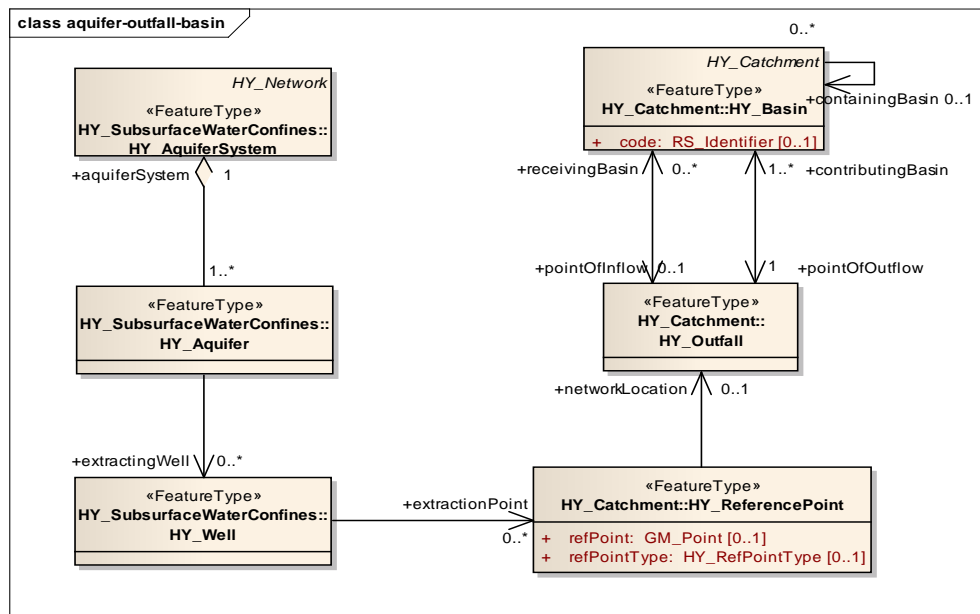 class aquifer-outfall-basin
HY_Network
«FeatureType»
HY_SubsurfaceWaterConfines::
HY_AquiferSystem
+aquiferSystem 1
1..*
«FeatureType»
HY_SubsurfaceWaterConfines::
HY_Aquifer
+extractingWell 0..*
«FeatureType»
HY_SubsurfaceWaterConfines::
HY_Well
+extractionPoint
0..*
0..*
HY_Catchment
«FeatureType»
HY_Catchment::HY_Basin
+ code: RS_Identifier [0..1]
+containingBasin 0..1
+receivingBasin 0..* 1..* +contributingBasin
+pointOfInflow 0..1 1 +pointOfOutflow
«FeatureType»
HY_Catchment::
HY_Outfall
+networkLocation 0..1
«FeatureType»
HY_Catchment::HY_ReferencePoint
+ refPoint: GM_Point [0..1]
+ refPointType: HY_RefPointType [0..1]